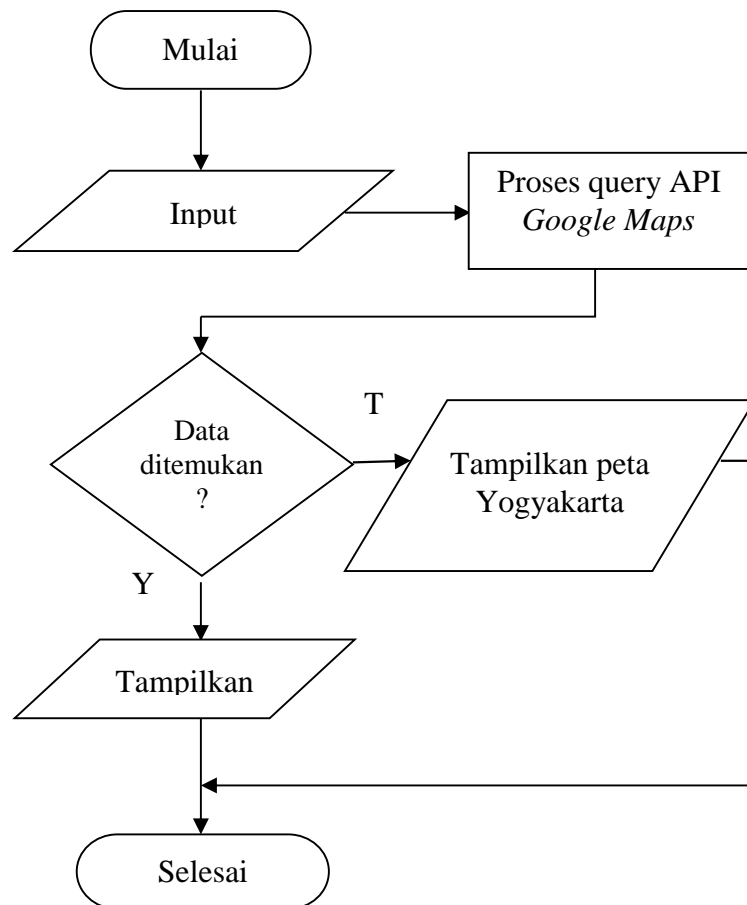 Mulai
Input
Proses query API
Google Maps
Data
ditemukan
?
T
Tampilkan peta
Yogyakarta
Y
Tampilkan
Selesai